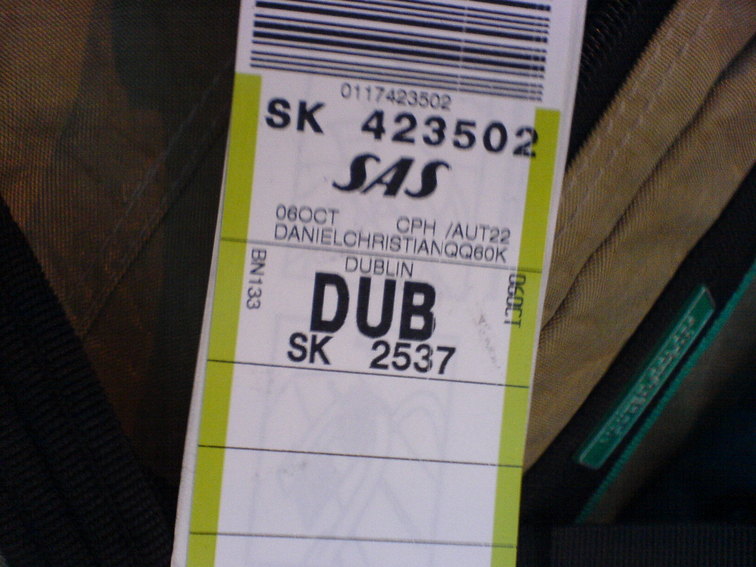 0117423502
SK 423502
SAS
06OCT CPH /AUT22
DANIELCHRISTIANQQ60K
DUBLIN
DUB
SK 2537
BN133
06OCT